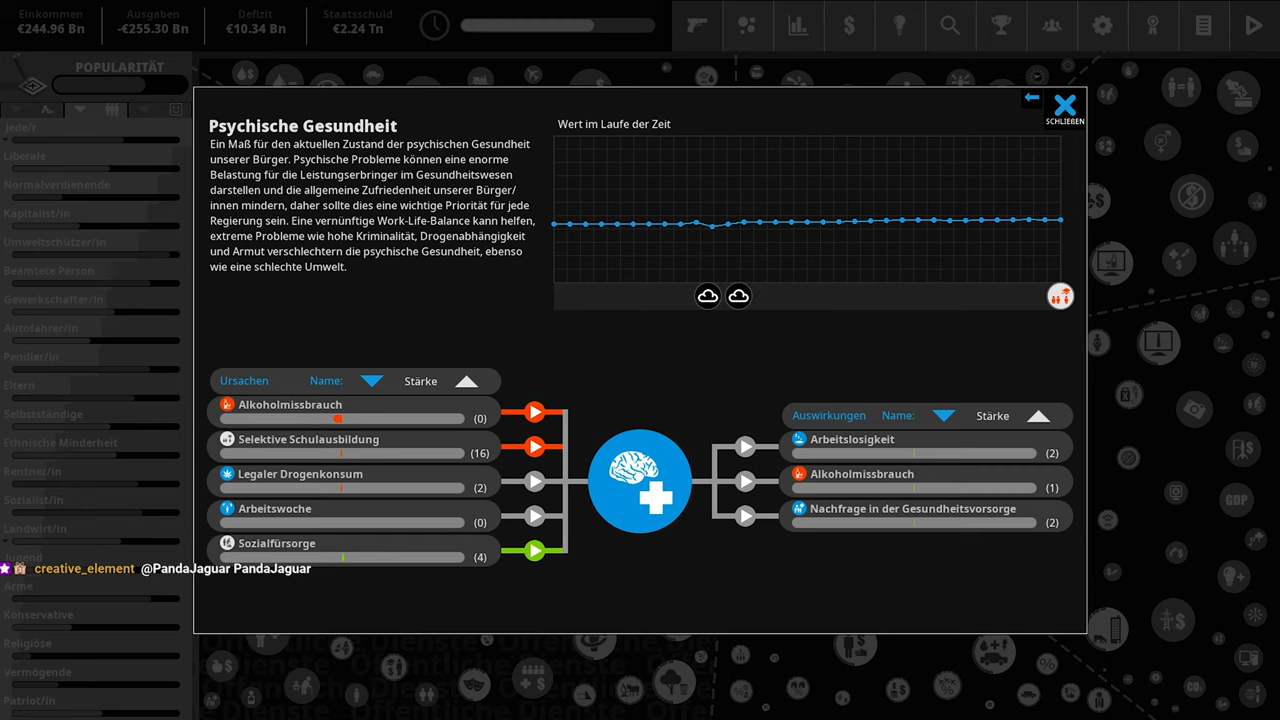 Einkommen
€244.96 Bn
Ausgaben
-€255.30 Bn
Defizit
€10.34 Bn
Staatsschuld
€2.24 Tn
POPULARITÄT
Jede/r
Liberale
Normalverdienende
Kapitalist/in
Umweltschützer/in
Beamtete Person
Gewerkschafter/in
Autofahrer/in
Pendler/in
Eltern
Selbstständige
Ethnische Minderheit
Rentner/in
Sozialist/in
Landwirt/in
Jugend
Arme
Konservative
Religiöse
Vermögende
Patriot/in
SCHLIEßEN
Psychische Gesundheit
Ein Maß für den aktuellen Zustand der psychischen Gesundheit
unserer Bürger. Psychische Probleme können eine enorme
Belastung für die Leistungserbringer im Gesundheitswesen
darstellen und die allgemeine Zufriedenheit unserer Bürger/
innen mindern, daher sollte dies eine wichtige Priorität für jede
Regierung sein. Eine vernünftige Work-Life-Balance kann helfen,
extreme Probleme wie hohe Kriminalität, Drogenabhängigkeit
und Armut verschlechtern die psychische Gesundheit, ebenso
wie eine schlechte Umwelt.
Wert im Laufe der Zeit
Ursachen Name: Stärke
Alkoholmissbrauch
(0)
Selektive Schulausbildung
(16)
Legaler Drogenkonsum
(2)
Arbeitswoche
(0)
Sozialfürsorge
(4)
Auswirkungen Name: Stärke
Arbeitslosigkeit
(2)
Alkoholmissbrauch
(1)
Nachfrage in der Gesundheitsvorsorge
(2)
creative_element @PandaJaguar PandaJaguar
GDP